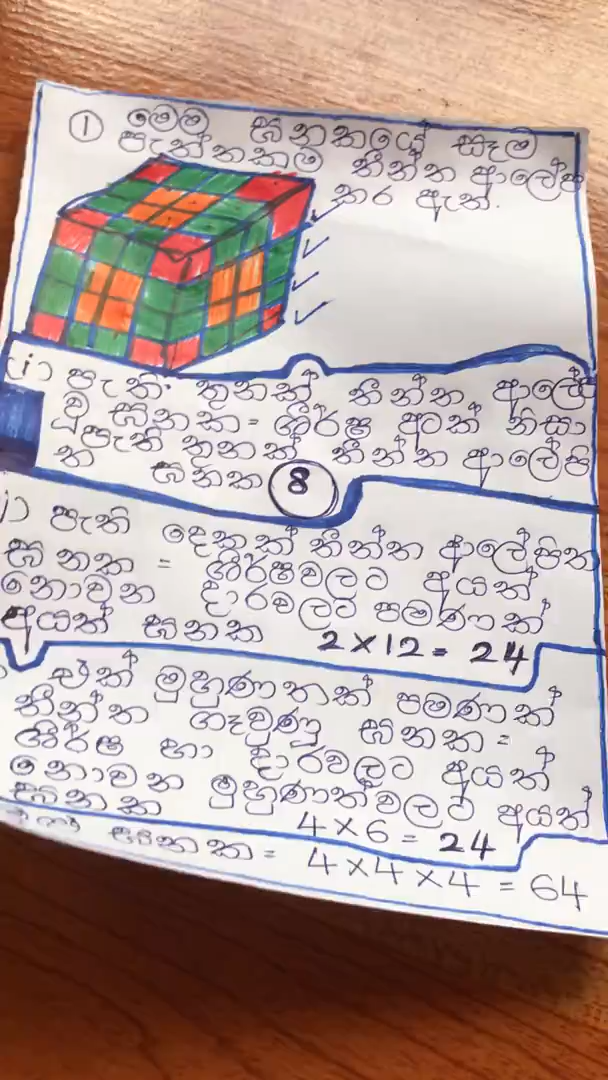 ① මෙම ඝනකයේ සෑම
පැත්තකම තීන්ත ආලේප
කර ඇත.
i) පැති තුනක් තීන්ත ආලේපි
වූ ඝනක = ශීර්ෂ අටක් නිසා
පැති තුනක් තීන්ත ආලේපි
ත ඝනක 8
) පැති දෙකක් තීන්ත ආලේපිත
ඝනක = ශීර්ෂවලට අයත්
නොවන දාරවලට පමණක්
අයත් ඝනක 2×12= 24
එක් මුහුණතක් පමණක්
තීන්ත ගෑවුණු ඝනක =
ශීර්ෂ හා දාරවලට අයත්
නොවන මුහුණත්වලට අයත්
ඝනක 4×6 = 24
ඝනක = 4×4×4 = 64